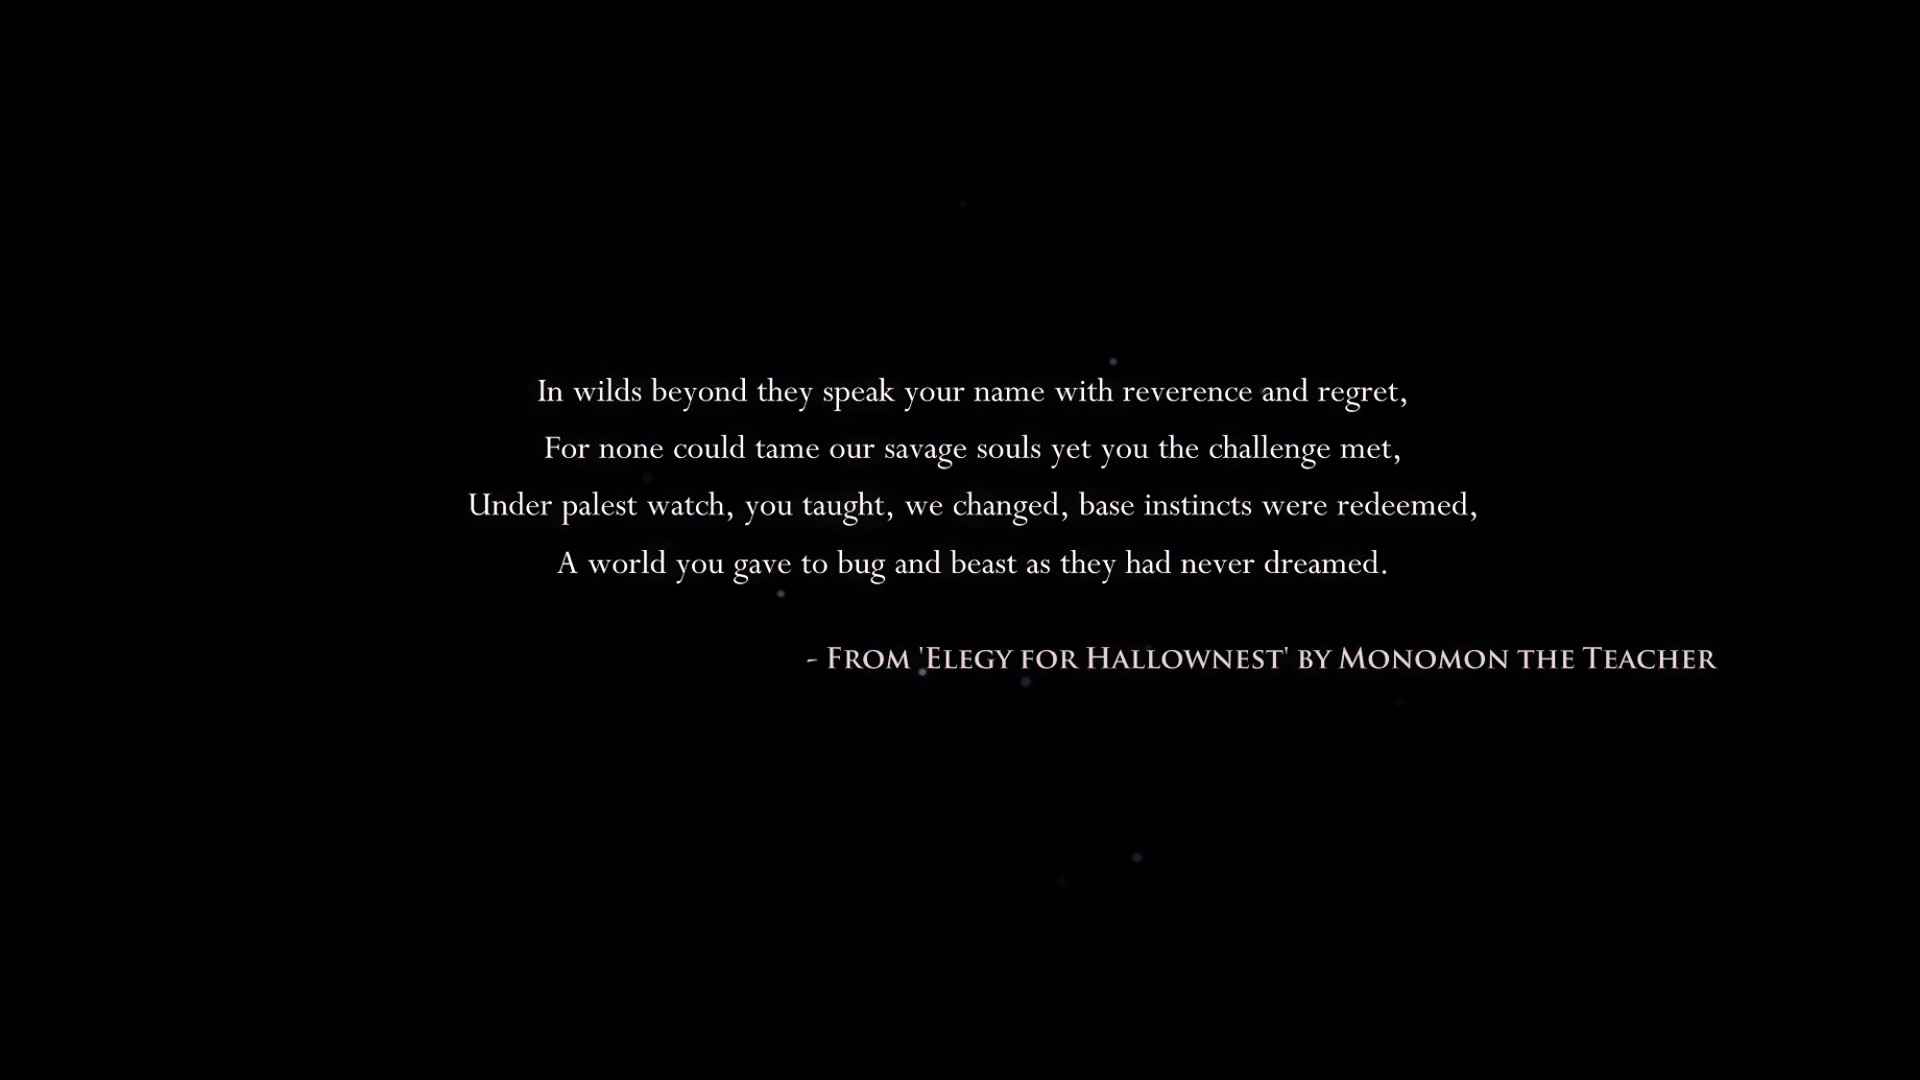 In wilds beyond they speak your name with reverence and regret,
For none could tame our savage souls yet you the challenge met,
Under palest watch, you taught, we changed, base instincts were redeemed,
A world you gave to bug and beast as they had never dreamed.
- From 'Elegy for Hallownest' by Monomon the Teacher